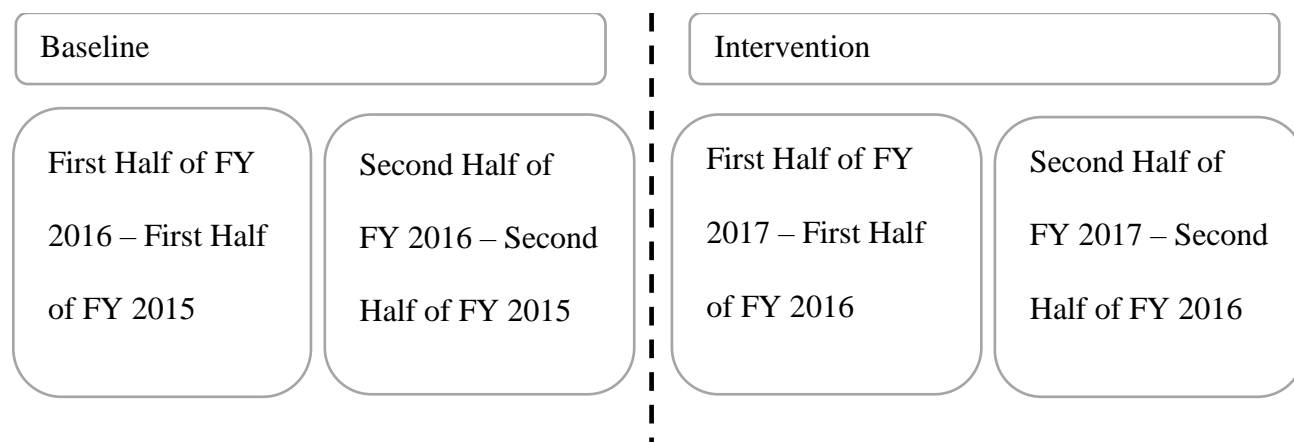 Baseline
Intervention
First Half of FY
2016 – First Half
of FY 2015
Second Half of
FY 2016 – Second
Half of FY 2015
First Half of FY
2017 – First Half
of FY 2016
Second Half of
FY 2017 – Second
Half of FY 2016